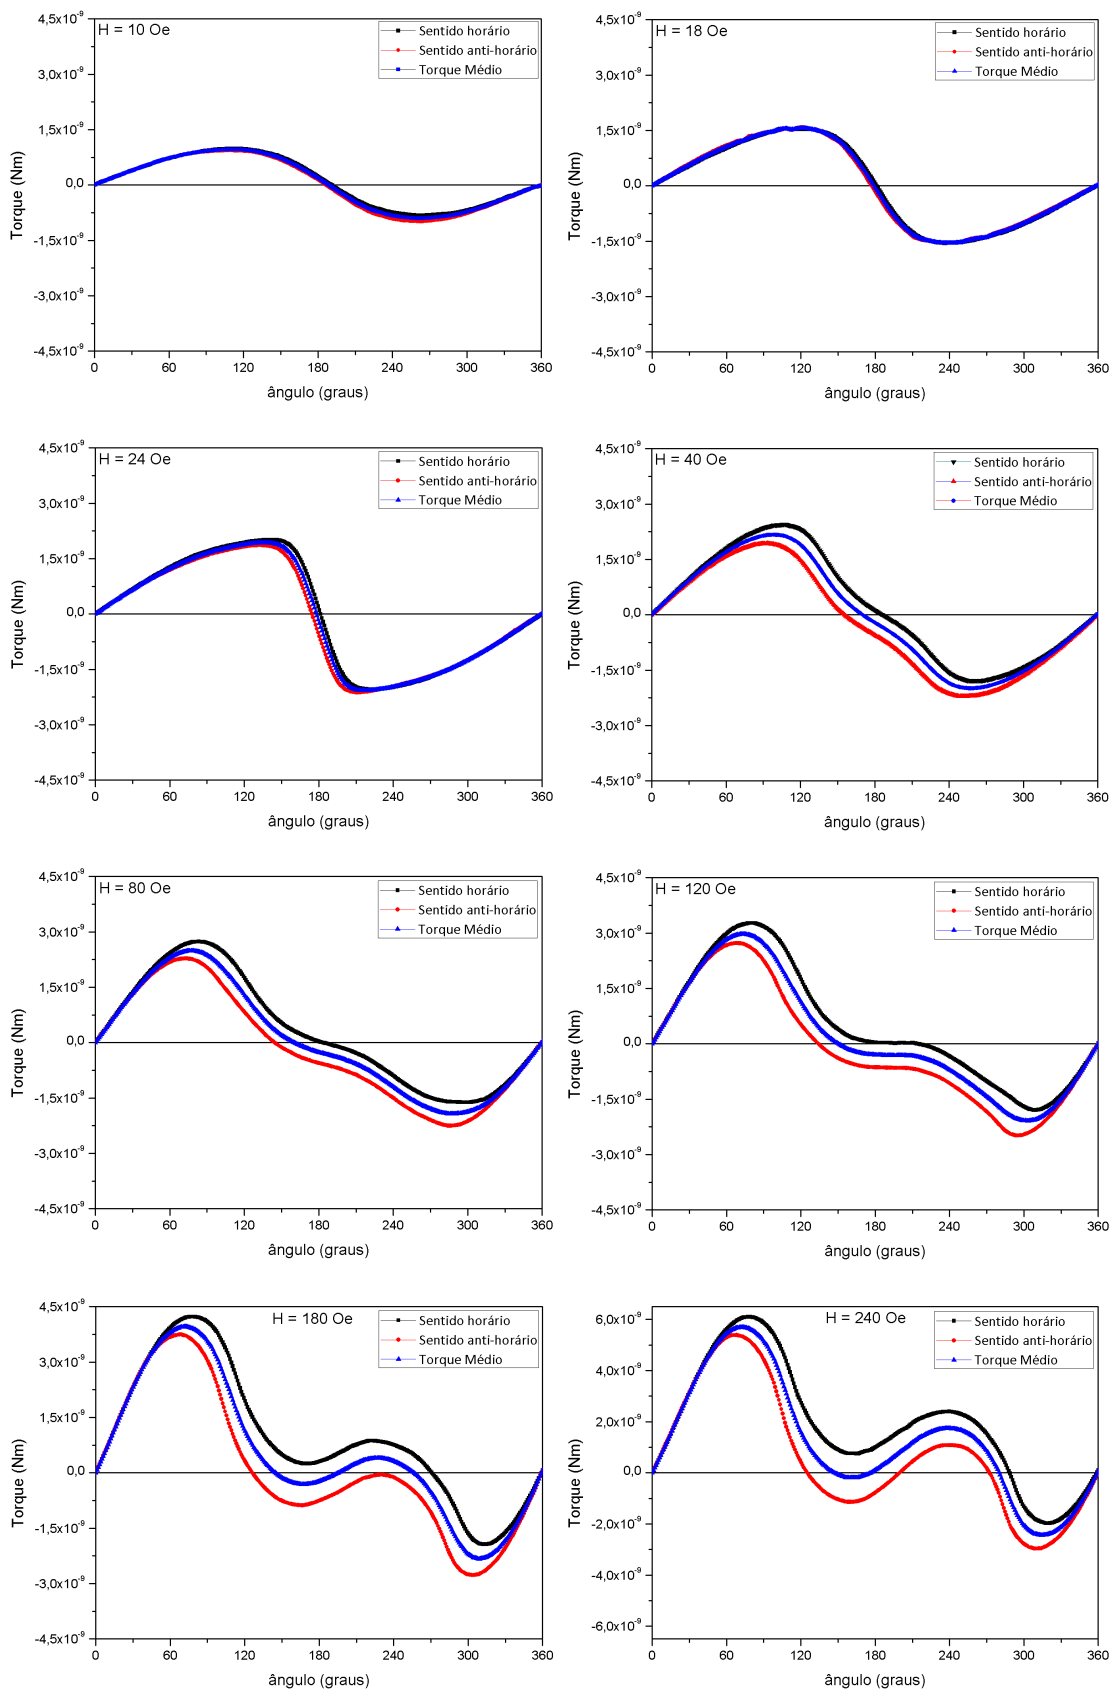 H = 10 Oe
Sentido horário
Sentido anti-horário
Torque Médio
4,5x10⁻⁹
3,0x10⁻⁹
1,5x10⁻⁹
0,0
-1,5x10⁻⁹
-3,0x10⁻⁹
-4,5x10⁻⁹
Torque (Nm)
0 60 120 180 240 300 360
ângulo (graus)
H = 18 Oe
Sentido horário
Sentido anti-horário
Torque Médio
4,5x10⁻⁹
3,0x10⁻⁹
1,5x10⁻⁹
0,0
-1,5x10⁻⁹
-3,0x10⁻⁹
-4,5x10⁻⁹
Torque (Nm)
0 60 120 180 240 300 360
ângulo (graus)
H = 24 Oe
Sentido horário
Sentido anti-horário
Torque Médio
4,5x10⁻⁹
3,0x10⁻⁹
1,5x10⁻⁹
0,0
-1,5x10⁻⁹
-3,0x10⁻⁹
-4,5x10⁻⁹
Torque (Nm)
0 60 120 180 240 300 360
ângulo (graus)
H = 40 Oe
Sentido horário
Sentido anti-horário
Torque Médio
4,5x10⁻⁹
3,0x10⁻⁹
1,5x10⁻⁹
0,0
-1,5x10⁻⁹
-3,0x10⁻⁹
-4,5x10⁻⁹
Torque (Nm)
0 60 120 180 240 300 360
ângulo (graus)
H = 80 Oe
Sentido horário
Sentido anti-horário
Torque Médio
4,5x10⁻⁹
3,0x10⁻⁹
1,5x10⁻⁹
0,0
-1,5x10⁻⁹
-3,0x10⁻⁹
-4,5x10⁻⁹
Torque (Nm)
0 60 120 180 240 300 360
ângulo (graus)
H = 120 Oe
Sentido horário
Sentido anti-horário
Torque Médio
4,5x10⁻⁹
3,0x10⁻⁹
1,5x10⁻⁹
0,0
-1,5x10⁻⁹
-3,0x10⁻⁹
-4,5x10⁻⁹
Torque (Nm)
0 60 120 180 240 300 360
ângulo (graus)
H = 180 Oe
Sentido horário
Sentido anti-horário
Torque Médio
4,5x10⁻⁹
3,0x10⁻⁹
1,5x10⁻⁹
0,0
-1,5x10⁻⁹
-3,0x10⁻⁹
-4,5x10⁻⁹
Torque (Nm)
0 60 120 180 240 300 360
ângulo (graus)
H = 240 Oe
Sentido horário
Sentido anti-horário
Torque Médio
6,0x10⁻⁹
4,0x10⁻⁹
2,0x10⁻⁹
0,0
-2,0x10⁻⁹
-4,0x10⁻⁹
-6,0x10⁻⁹
Torque (Nm)
0 60 120 180 240 300 360
ângulo (graus)